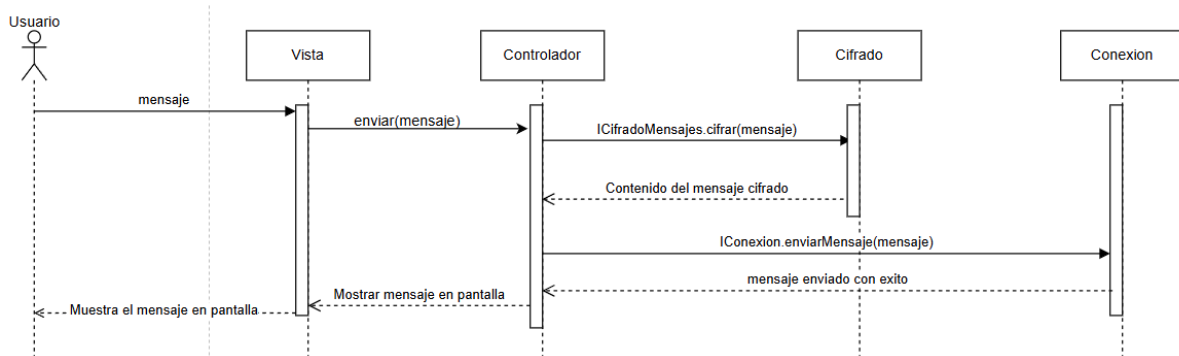 Usuario
Vista
Controlador
Cifrado
Conexion
mensaje
enviar(mensaje)
ICifradoMensajes.cifrar(mensaje)
Contenido del mensaje cifrado
IConexion.enviarMensaje(mensaje)
mensaje enviado con exito
Mostrar mensaje en pantalla
Muestra el mensaje en pantalla